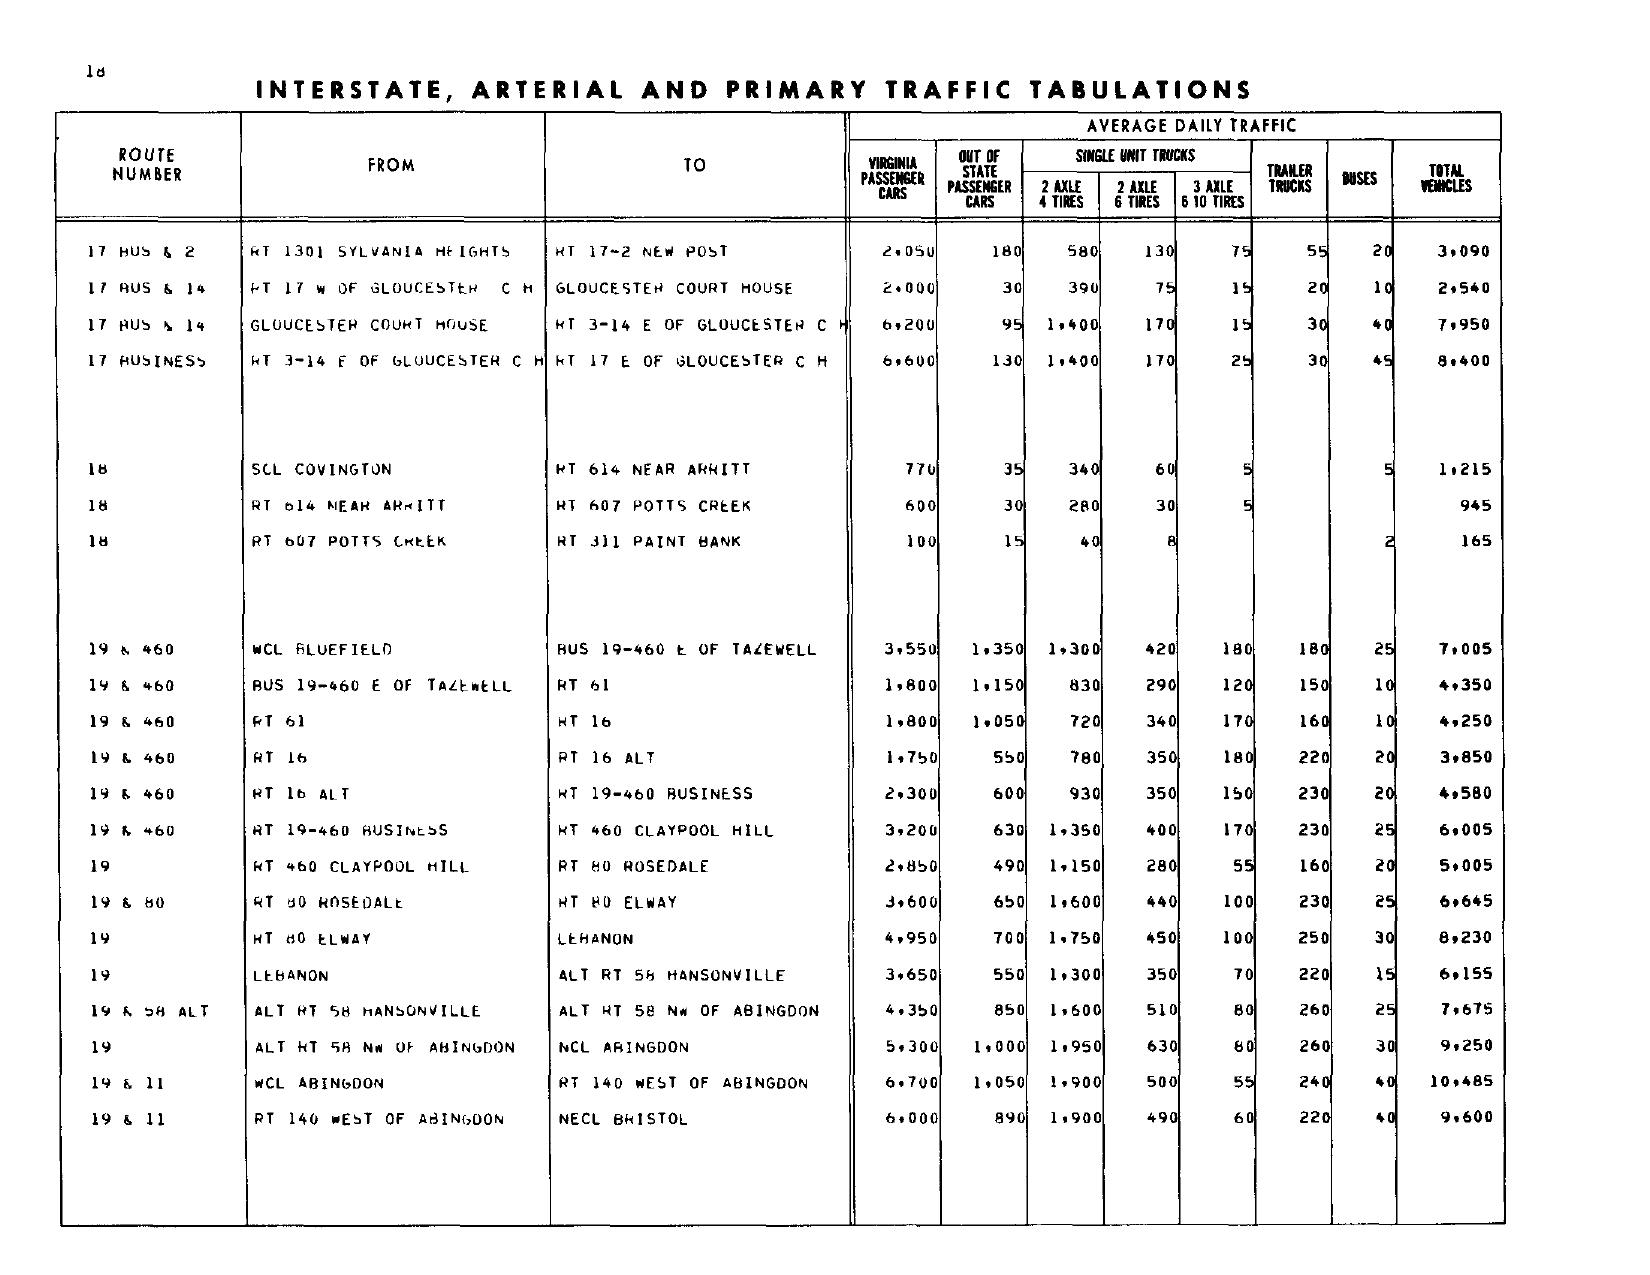 18
INTERSTATE, ARTERIAL AND PRIMARY TRAFFIC TABULATIONS
AVERAGE DAILY TRAFFIC
ROUTE NUMBER FROM TO VIRGINIA PASSENGER CARS OUT OF STATE PASSENGER CARS SINGLE UNIT TRUCKS 2 AXLE 4 TIRES 2 AXLE 6 TIRES 3 AXLE 6 10 TIRES TRAILER TRUCKS BUSES TOTAL VEHICLES
17 BUS & 2 RT 1301 SYLVANIA HEIGHTS RT 17-2 NEW POST 2,050 180 580 130 75 55 20 3,090
17 BUS & 14 RT 17 W OF GLOUCESTER C H GLOUCESTER COURT HOUSE 2,000 30 390 75 15 20 10 2,540
17 BUS & 14 GLOUCESTER COURT HOUSE RT 3-14 E OF GLOUCESTER C H 6,200 95 1,400 170 15 30 40 7,950
17 BUSINESS RT 3-14 E OF GLOUCESTER C H RT 17 E OF GLOUCESTER C H 6,600 130 1,400 170 25 30 45 8,400
18 SCL COVINGTON RT 614 NEAR ARRITT 770 35 340 60 5 5 1,215
18 RT 614 NEAR ARRITT RT 607 POTTS CREEK 600 30 280 30 5 945
18 RT 607 POTTS CREEK RT 311 PAINT BANK 100 15 40 8 2 165
19 & 460 WCL BLUEFIELD BUS 19-460 E OF TAZEWELL 3,550 1,350 1,300 420 180 180 25 7,005
19 & 460 BUS 19-460 E OF TAZEWELL RT 61 1,800 1,150 830 290 120 150 10 4,350
19 & 460 RT 61 RT 16 1,800 1,050 720 340 170 160 10 4,250
19 & 460 RT 16 RT 16 ALT 1,750 550 780 350 180 220 20 3,850
19 & 460 RT 16 ALT RT 19-460 BUSINESS 2,300 600 930 350 150 230 20 4,580
19 & 460 RT 19-460 BUSINESS RT 460 CLAYPOOL HILL 3,200 630 1,350 400 170 230 25 6,005
19 RT 460 CLAYPOOL HILL RT 80 ROSEDALE 2,850 490 1,150 280 55 160 20 5,005
19 & 80 RT 80 ROSEDALE RT 80 ELWAY 3,600 650 1,600 440 100 230 25 6,645
19 RT 80 ELWAY LEBANON 4,950 700 1,750 450 100 250 30 8,230
19 LEBANON ALT RT 58 HANSONVILLE 3,650 550 1,300 350 70 220 15 6,155
19 & 58 ALT ALT RT 58 HANSONVILLE ALT RT 58 NW OF ABINGDON 4,350 850 1,600 510 80 260 25 7,675
19 ALT RT 58 NW OF ABINGDON NCL ABINGDON 5,300 1,000 1,950 630 80 260 30 9,250
19 & 11 WCL ABINGDON RT 140 WEST OF ABINGDON 6,700 1,050 1,900 500 55 240 40 10,485
19 & 11 RT 140 WEST OF ABINGDON NECL BRISTOL 6,000 890 1,900 490 60 220 40 9,600